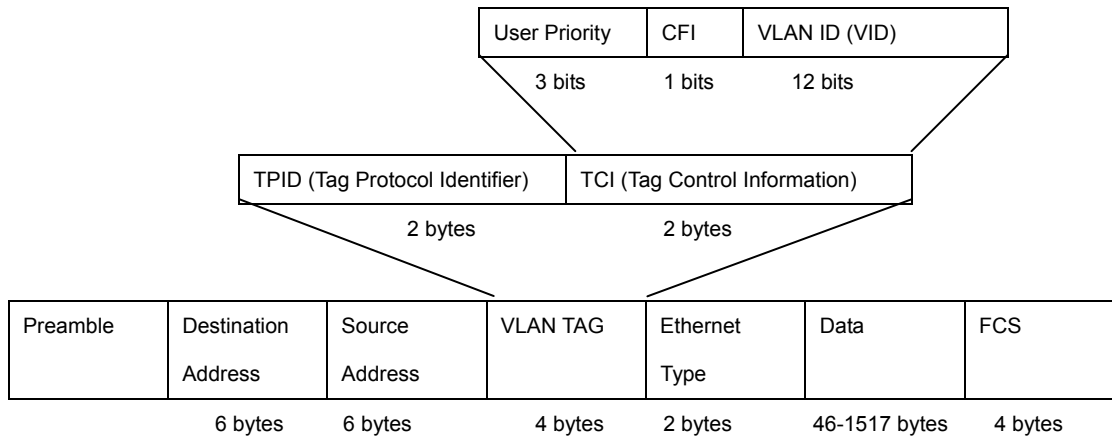 User Priority CFI VLAN ID (VID)
3 bits 1 bits 12 bits
TPID (Tag Protocol Identifier) TCI (Tag Control Information)
2 bytes 2 bytes
Preamble Destination Address Source Address VLAN TAG Ethernet Type Data FCS
6 bytes 6 bytes 4 bytes 2 bytes 46-1517 bytes 4 bytes